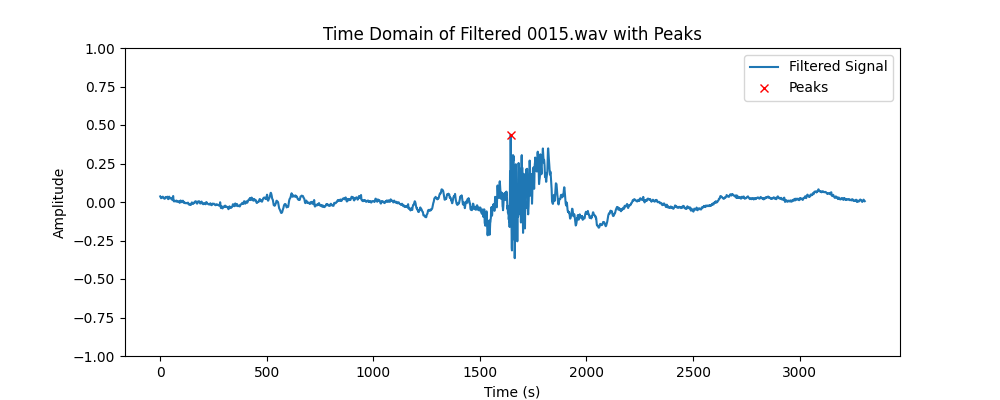 Time Domain of Filtered 0015.wav with Peaks
1.00
0.75
0.50
0.25
0.00
−0.25
−0.50
−0.75
−1.00
Amplitude
Filtered Signal
Peaks
0 500 1000 1500 2000 2500 3000
Time (s)